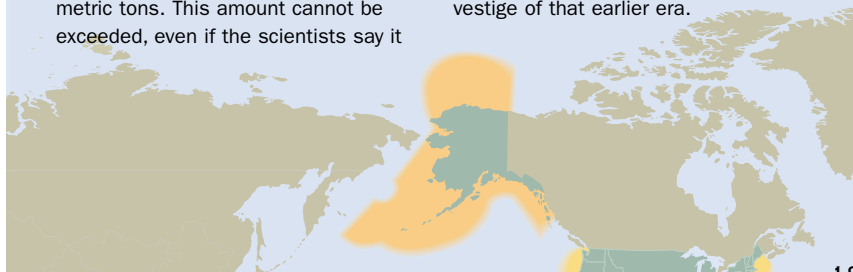 metric tons. This amount cannot be
exceeded, even if the scientists say it
vestige of that earlier era.